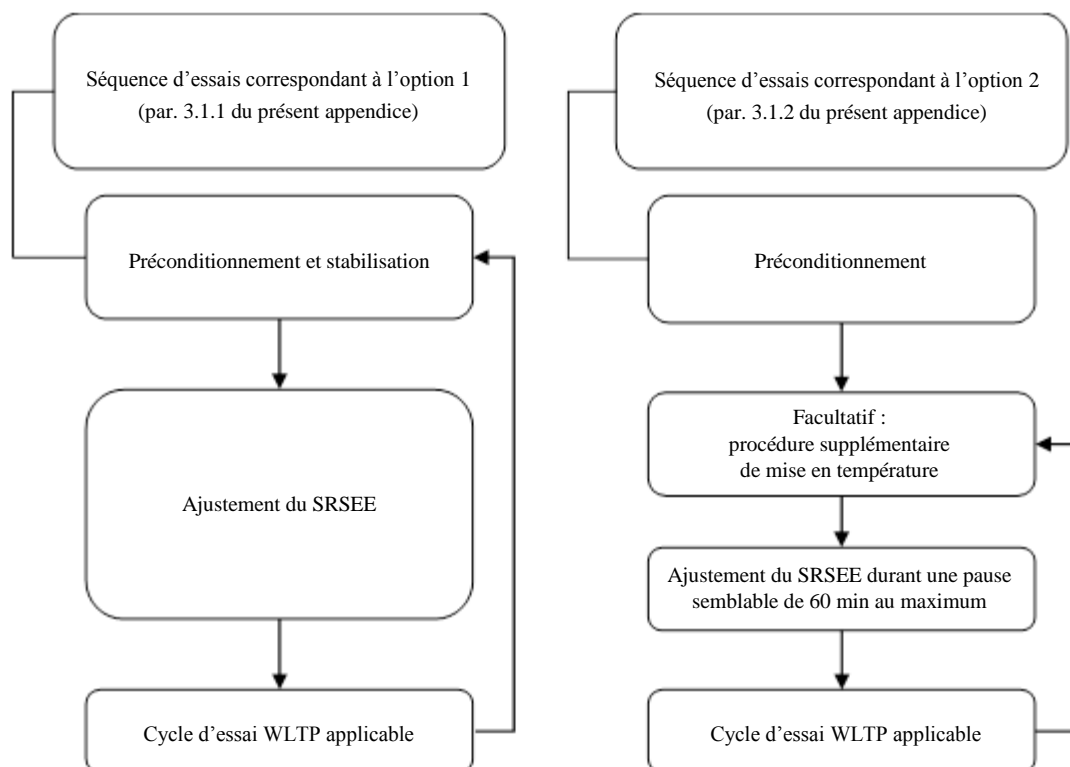 Séquence d’essais correspondant à l’option 1
(par. 3.1.1 du présent appendice)
Préconditionnement et stabilisation
Ajustement du SRSEE
Cycle d’essai WLTP applicable
Séquence d’essais correspondant à l’option 2
(par. 3.1.2 du présent appendice)
Préconditionnement
Facultatif :
procédure supplémentaire
de mise en température
Ajustement du SRSEE durant une pause
semblable de 60 min au maximum
Cycle d’essai WLTP applicable